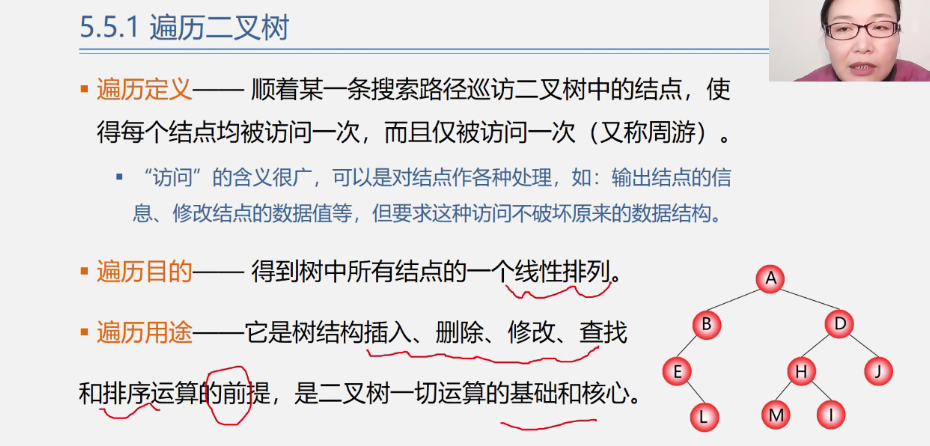 5.5.1 遍历二叉树
遍历定义—— 顺着某一条搜索路径巡访二叉树中的结点，使
得每个结点均被访问一次，而且仅被访问一次（又称周游）。
“访问”的含义很广，可以是对结点作各种处理，如：输出结点的信
息、修改结点的数据值等，但要求这种访问不破坏原来的数据结构。
遍历目的—— 得到树中所有结点的一个线性排列。
遍历用途——它是树结构插入、删除、修改、查找
和排序运算的前提，是二叉树一切运算的基础和核心。
A
B D
E H J
L M I